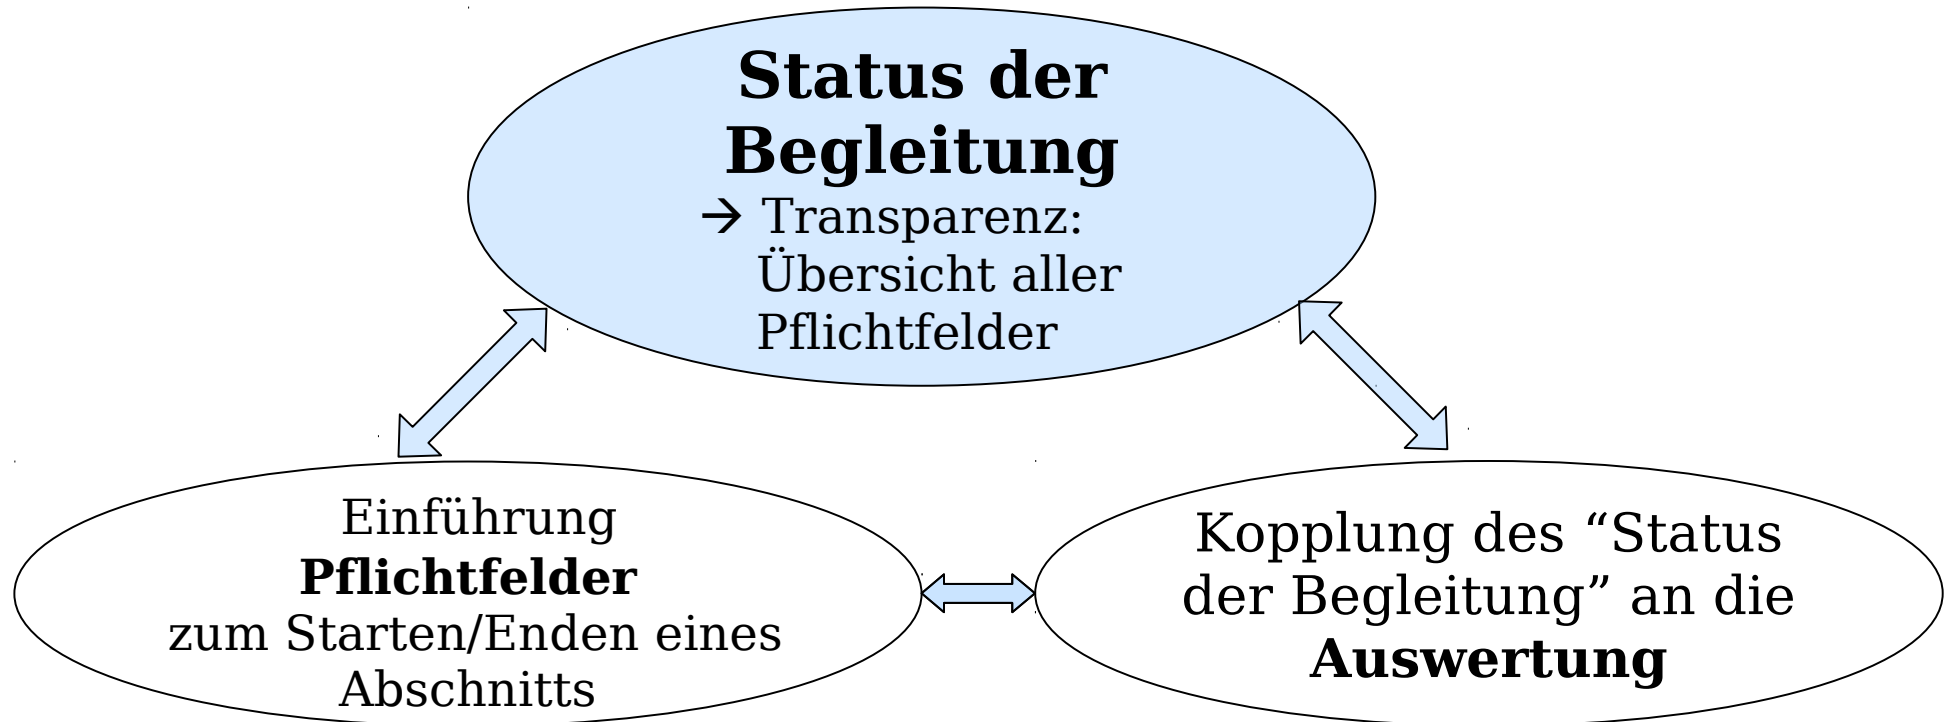 Status der
Begleitung
→ Transparenz:
Übersicht aller
Pflichtfelder
Einführung
Pflichtfelder
zum Starten/Enden eines
Abschnitts
Kopplung des “Status
der Begleitung” an die
Auswertung